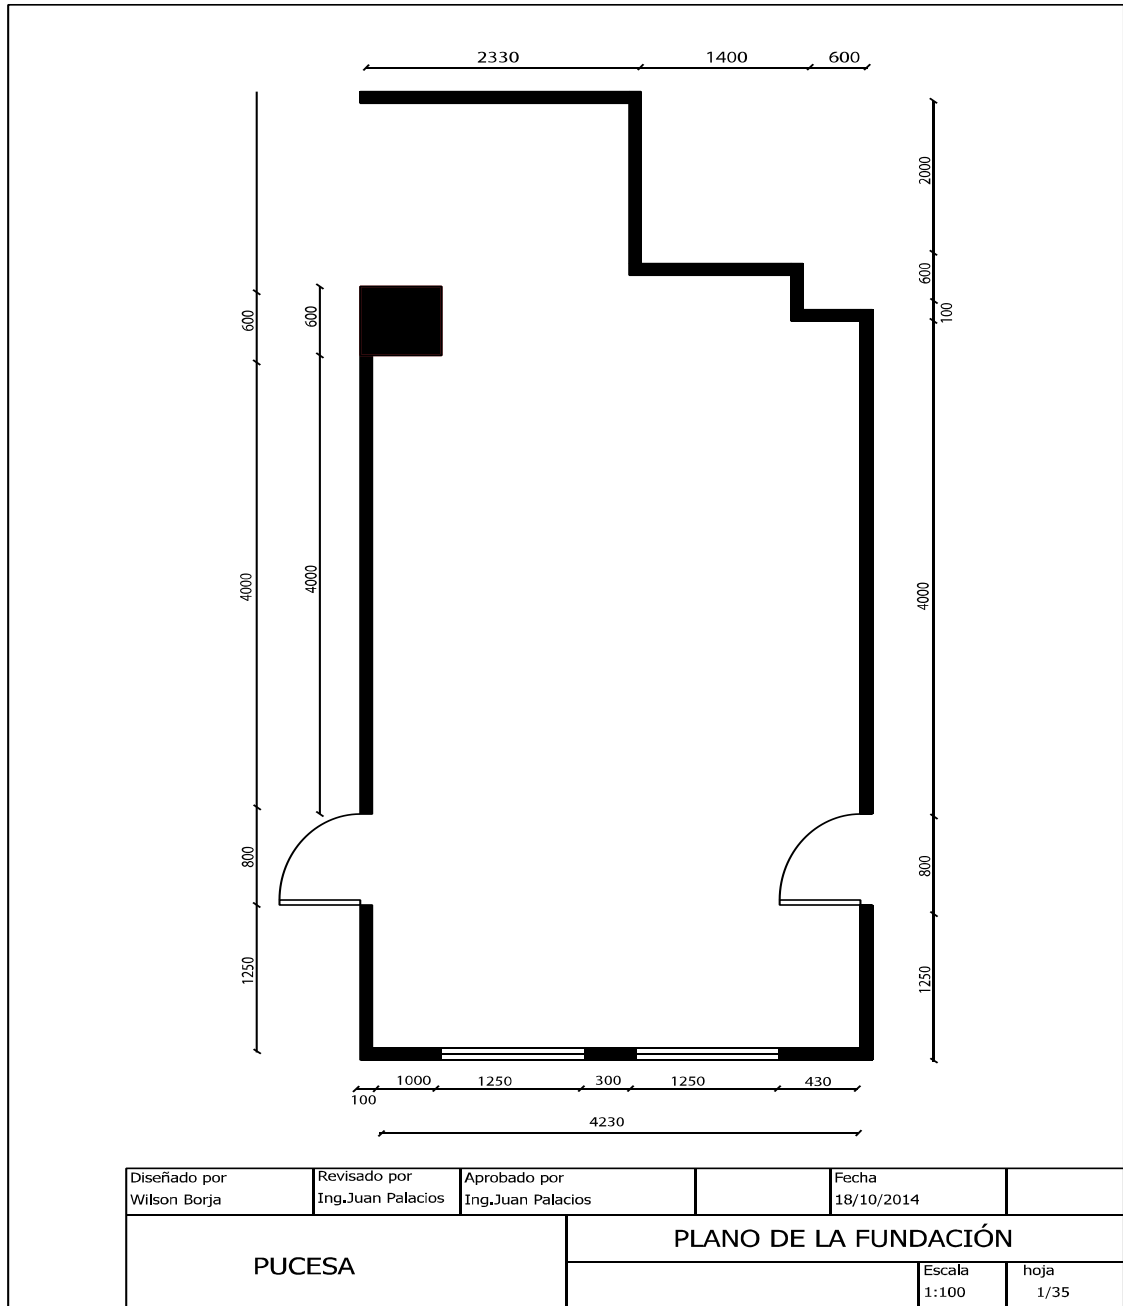 2330 1400 600
2000
600
100
600
600
4000
4000
4000
800
800
1250
1250
1000 1250 300 1250 430
100
4230
Diseñado por
Wilson Borja
Revisado por
Ing.Juan Palacios
Aprobado por
Ing.Juan Palacios
Fecha
18/10/2014
PUCESA
PLANO DE LA FUNDACIÓN
Escala
1:100
hoja
1/35